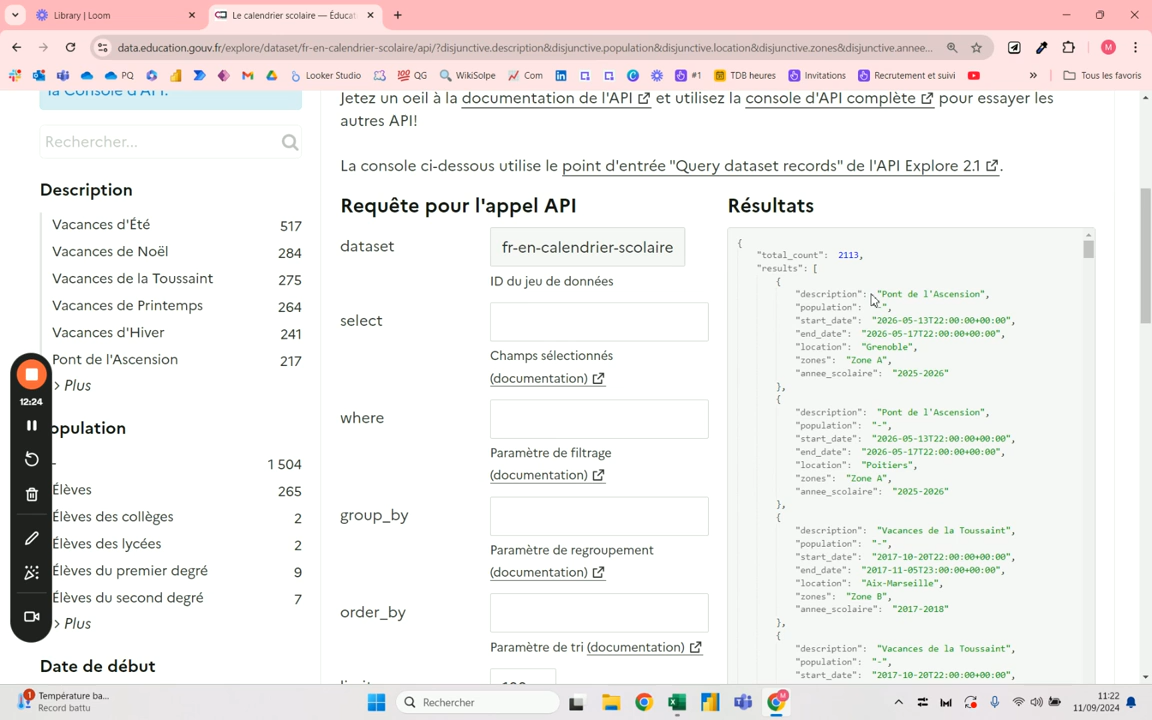 Library | Loom
Le calendrier scolaire — Éducat
data.education.gouv.fr/explore/dataset/fr-en-calendrier-scolaire/api/?disjunctive.description&disjunctive.population&disjunctive.location&disjunctive.zones&disjunctive.annee...
M
PQ
Looker Studio
QG
WikiSolpe
Com
#1
TDB heures
Invitations
Recrutement et suivi
»
Tous les favoris
la Console d'API.
Rechercher...
Description
Vacances d'Été 517
Vacances de Noël 284
Vacances de la Toussaint 275
Vacances de Printemps 264
Vacances d'Hiver 241
Pont de l'Ascension 217
> Plus
opulation
- 1 504
Élèves 265
Élèves des collèges 2
Élèves des lycées 2
Élèves du premier degré 9
Élèves du second degré 7
> Plus
Date de début
12:24
Jetez un oeil à la documentation de l'API et utilisez la console d'API complète pour essayer les
autres API!
La console ci-dessous utilise le point d'entrée "Query dataset records" de l'API Explore 2.1.
Requête pour l'appel API
dataset
fr-en-calendrier-scolaire
ID du jeu de données
select
Champs sélectionnés
(documentation)
where
Paramètre de filtrage
(documentation)
group_by
Paramètre de regroupement
(documentation)
order_by
Paramètre de tri (documentation)
Résultats
{
"total_count": 2113,
"results": [
{
"description": "Pont de l'Ascension",
"population": "-",
"start_date": "2026-05-13T22:00:00+00:00",
"end_date": "2026-05-17T22:00:00+00:00",
"location": "Grenoble",
"zones": "Zone A",
"annee_scolaire": "2025-2026"
},
{
"description": "Pont de l'Ascension",
"population": "-",
"start_date": "2026-05-13T22:00:00+00:00",
"end_date": "2026-05-17T22:00:00+00:00",
"location": "Poitiers",
"zones": "Zone A",
"annee_scolaire": "2025-2026"
},
{
"description": "Vacances de la Toussaint",
"population": "-",
"start_date": "2017-10-20T22:00:00+00:00",
"end_date": "2017-11-05T23:00:00+00:00",
"location": "Aix-Marseille",
"zones": "Zone B",
"annee_scolaire": "2017-2018"
},
{
"description": "Vacances de la Toussaint",
"population": "-",
"start_date": "2017-10-20T22:00:00+00:00",
1
Température ba...
Record battu
Rechercher
11:22
11/09/2024